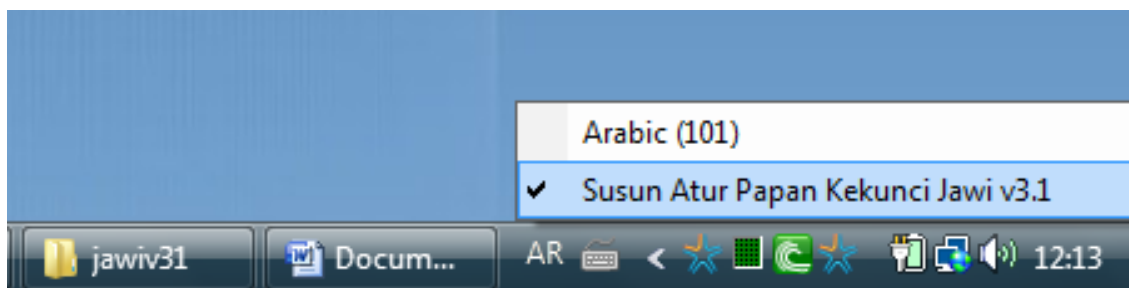 Arabic (101)
Susun Atur Papan Kekunci Jawi v3.1
jawiv31 Docum... AR 12:13